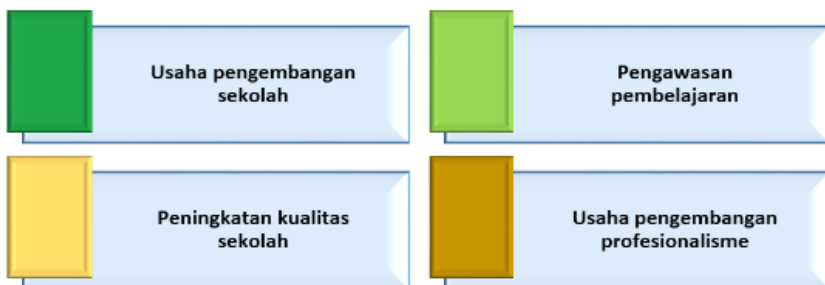 Usaha pengembangan
sekolah
Pengawasan
pembelajaran
Peningkatan kualitas
sekolah
Usaha pengembangan
profesionalisme